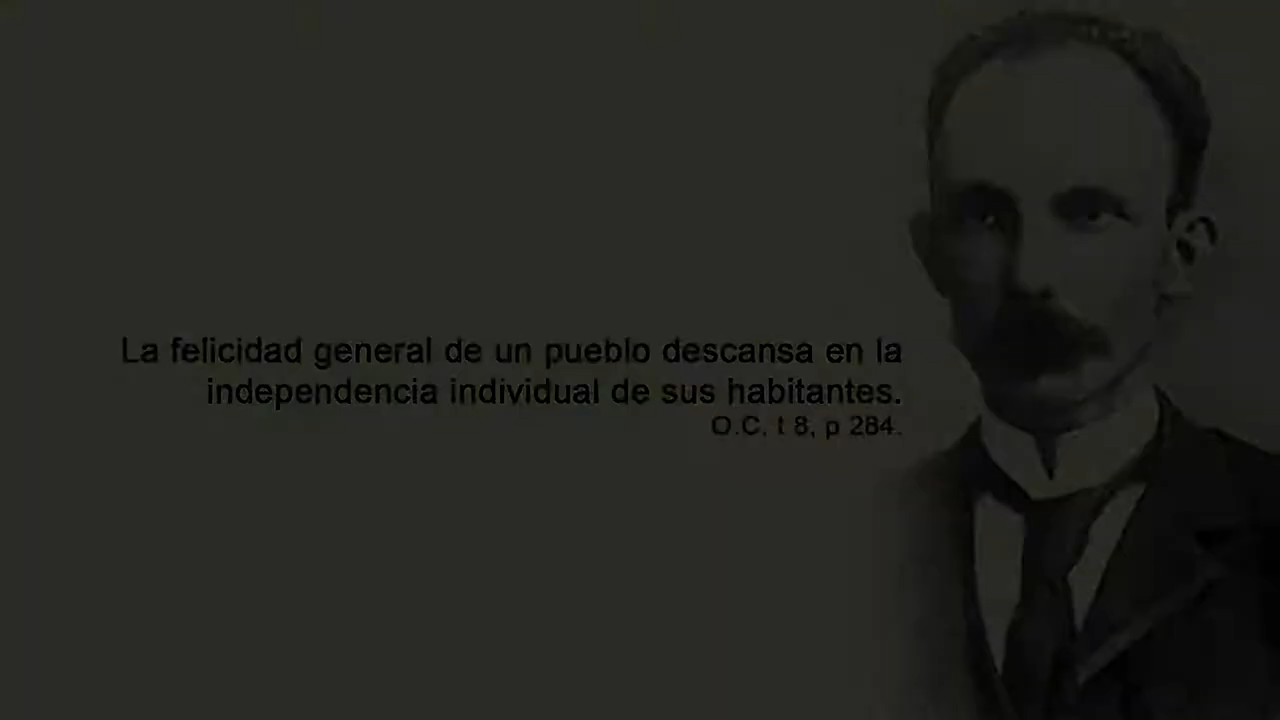 La felicidad general de un pueblo descansa en la
independencia individual de sus habitantes.
O.C. t 8, p 284.